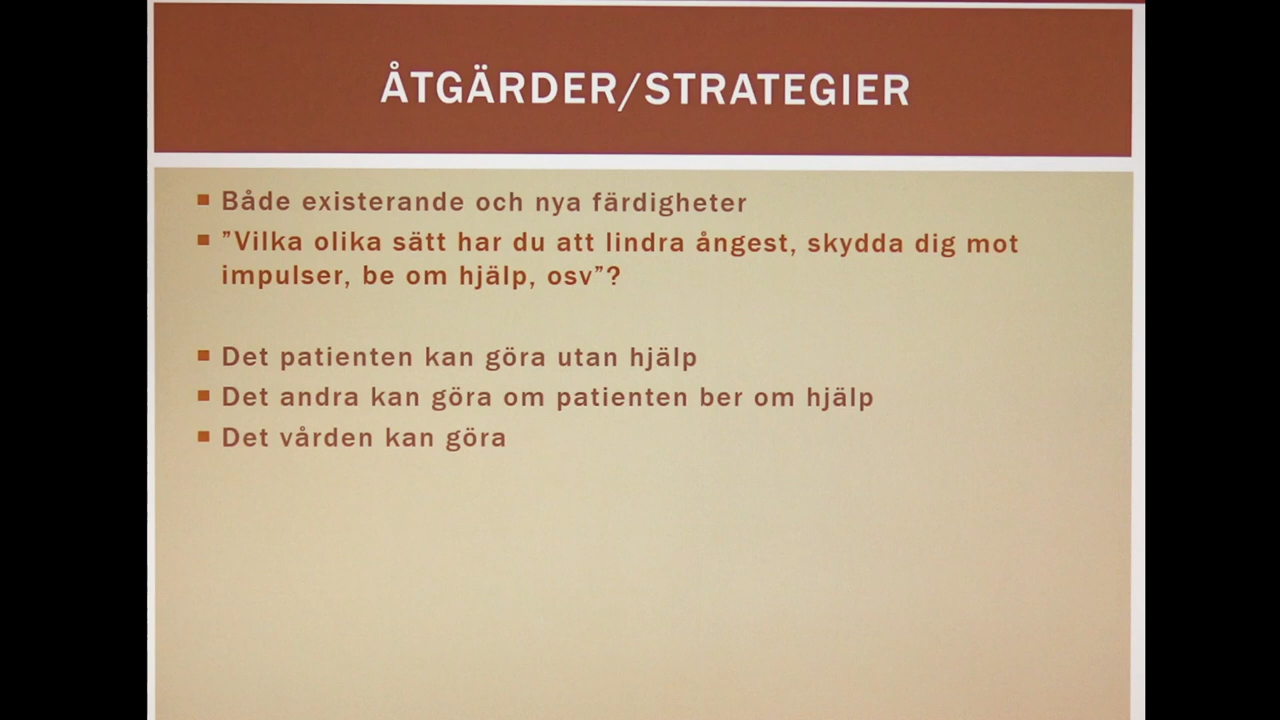 ÅTGÄRDER/STRATEGIER
Både existerande och nya färdigheter
”Vilka olika sätt har du att lindra ångest, skydda dig mot
impulser, be om hjälp, osv”?
Det patienten kan göra utan hjälp
Det andra kan göra om patienten ber om hjälp
Det vården kan göra